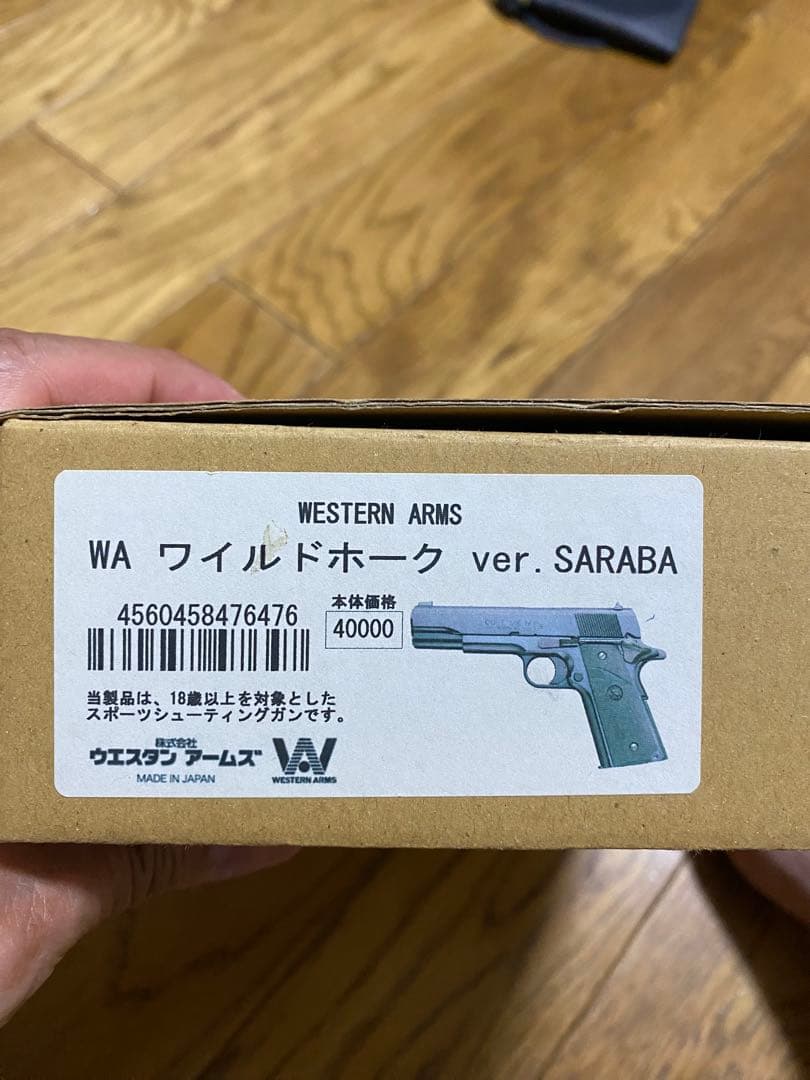 WESTERN ARMS
WA ワイルドホーク ver.SARABA
4560458476476
本体価格
40000
当製品は、18歳以上を対象とした
スポーツシューティングガンです。
株式会社
ウエスタン アームズ
MADE IN JAPAN
WESTERN ARMS